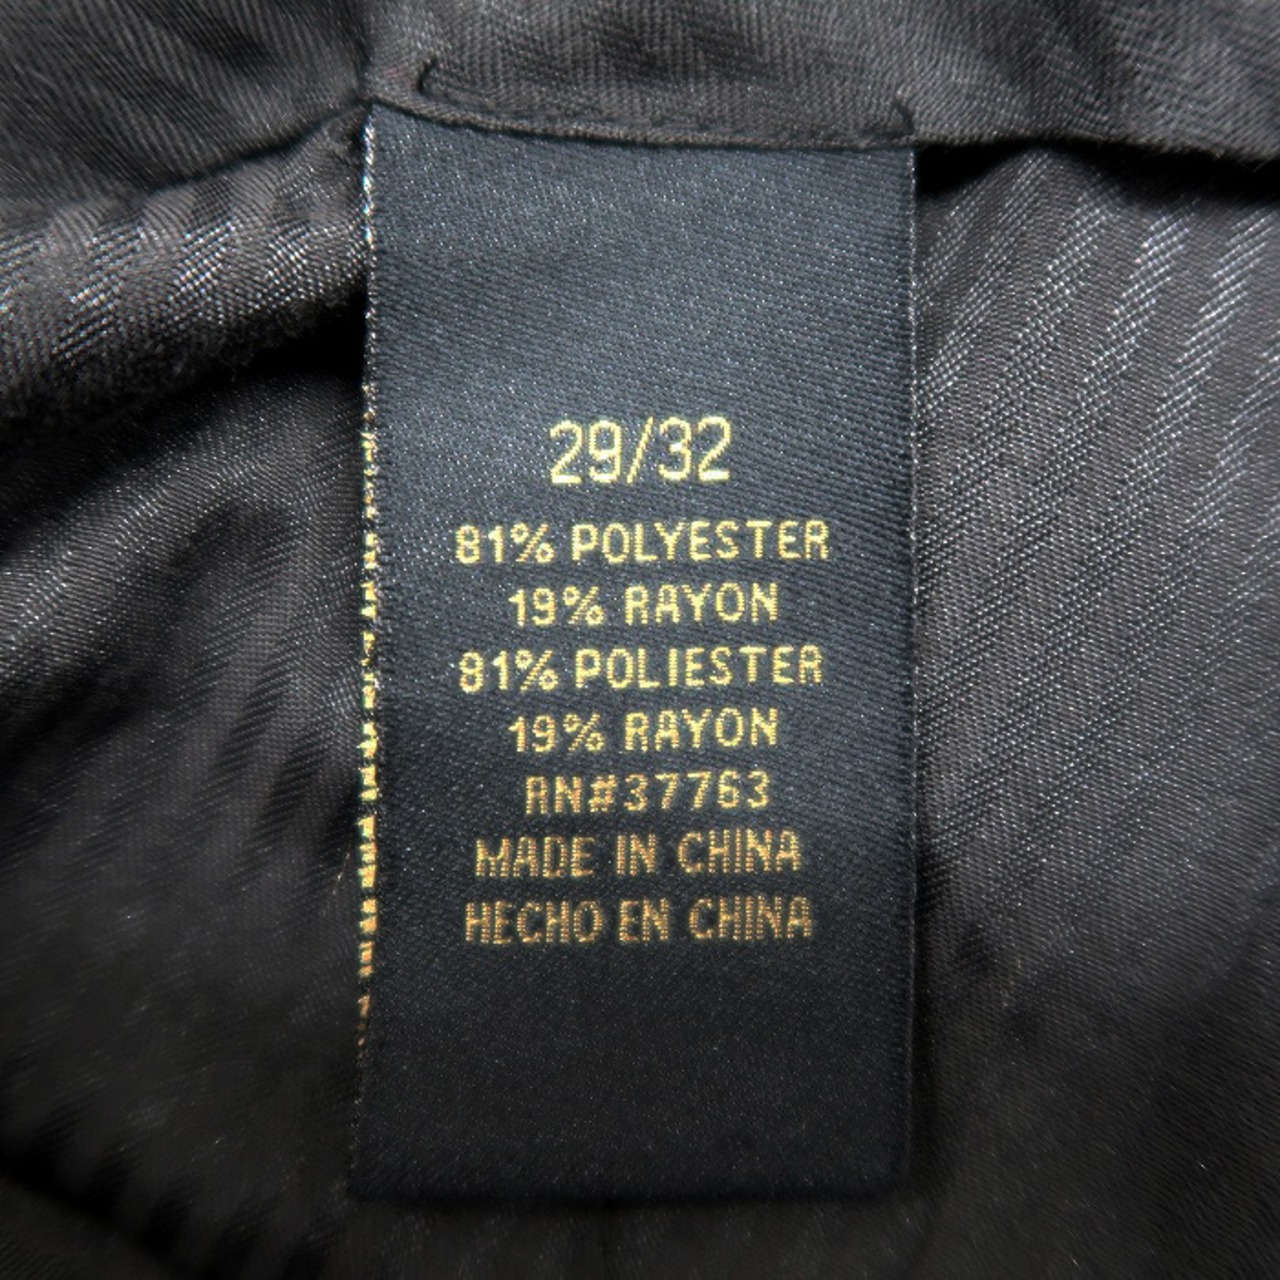 29/32
81% POLYESTER
19% RAYON
81% POLIESTER
19% RAYON
RN#37763
MADE IN CHINA
HECHO EN CHINA